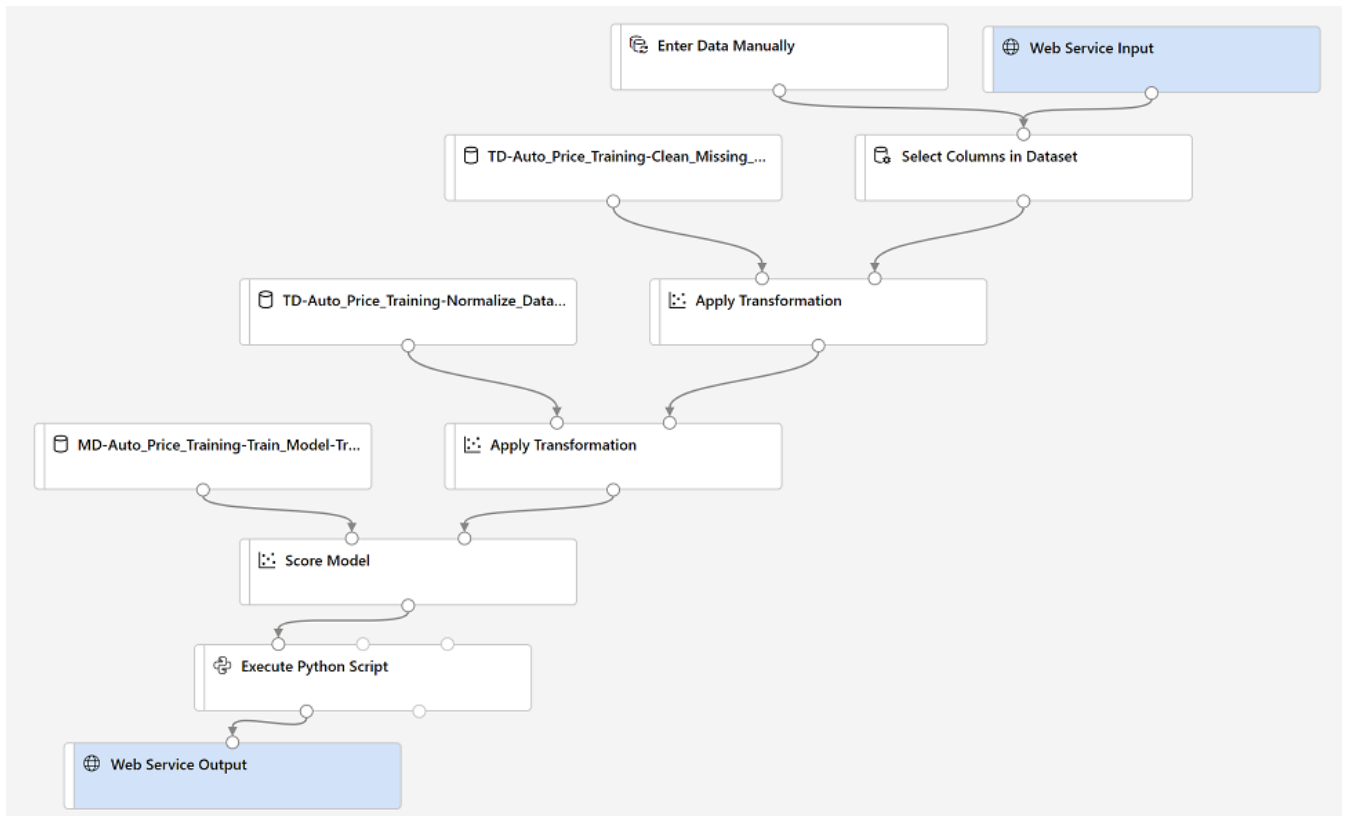 Enter Data Manually
Web Service Input
TD-Auto_Price_Training-Clean_Missing_...
Select Columns in Dataset
TD-Auto_Price_Training-Normalize_Data...
Apply Transformation
MD-Auto_Price_Training-Train_Model-Tr...
Apply Transformation
Score Model
Execute Python Script
Web Service Output